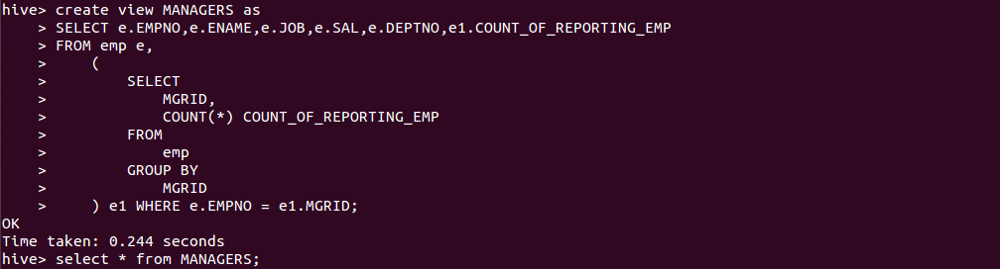 hive> create view MANAGERS as
    > SELECT e.EMPNO,e.ENAME,e.JOB,e.SAL,e.DEPTNO,e1.COUNT_OF_REPORTING_EMP
    > FROM emp e,
    >     (
    >         SELECT
    >             MGRID,
    >             COUNT(*) COUNT_OF_REPORTING_EMP
    >         FROM
    >             emp
    >         GROUP BY
    >             MGRID
    >     ) e1 WHERE e.EMPNO = e1.MGRID;
OK
Time taken: 0.244 seconds
hive> select * from MANAGERS;